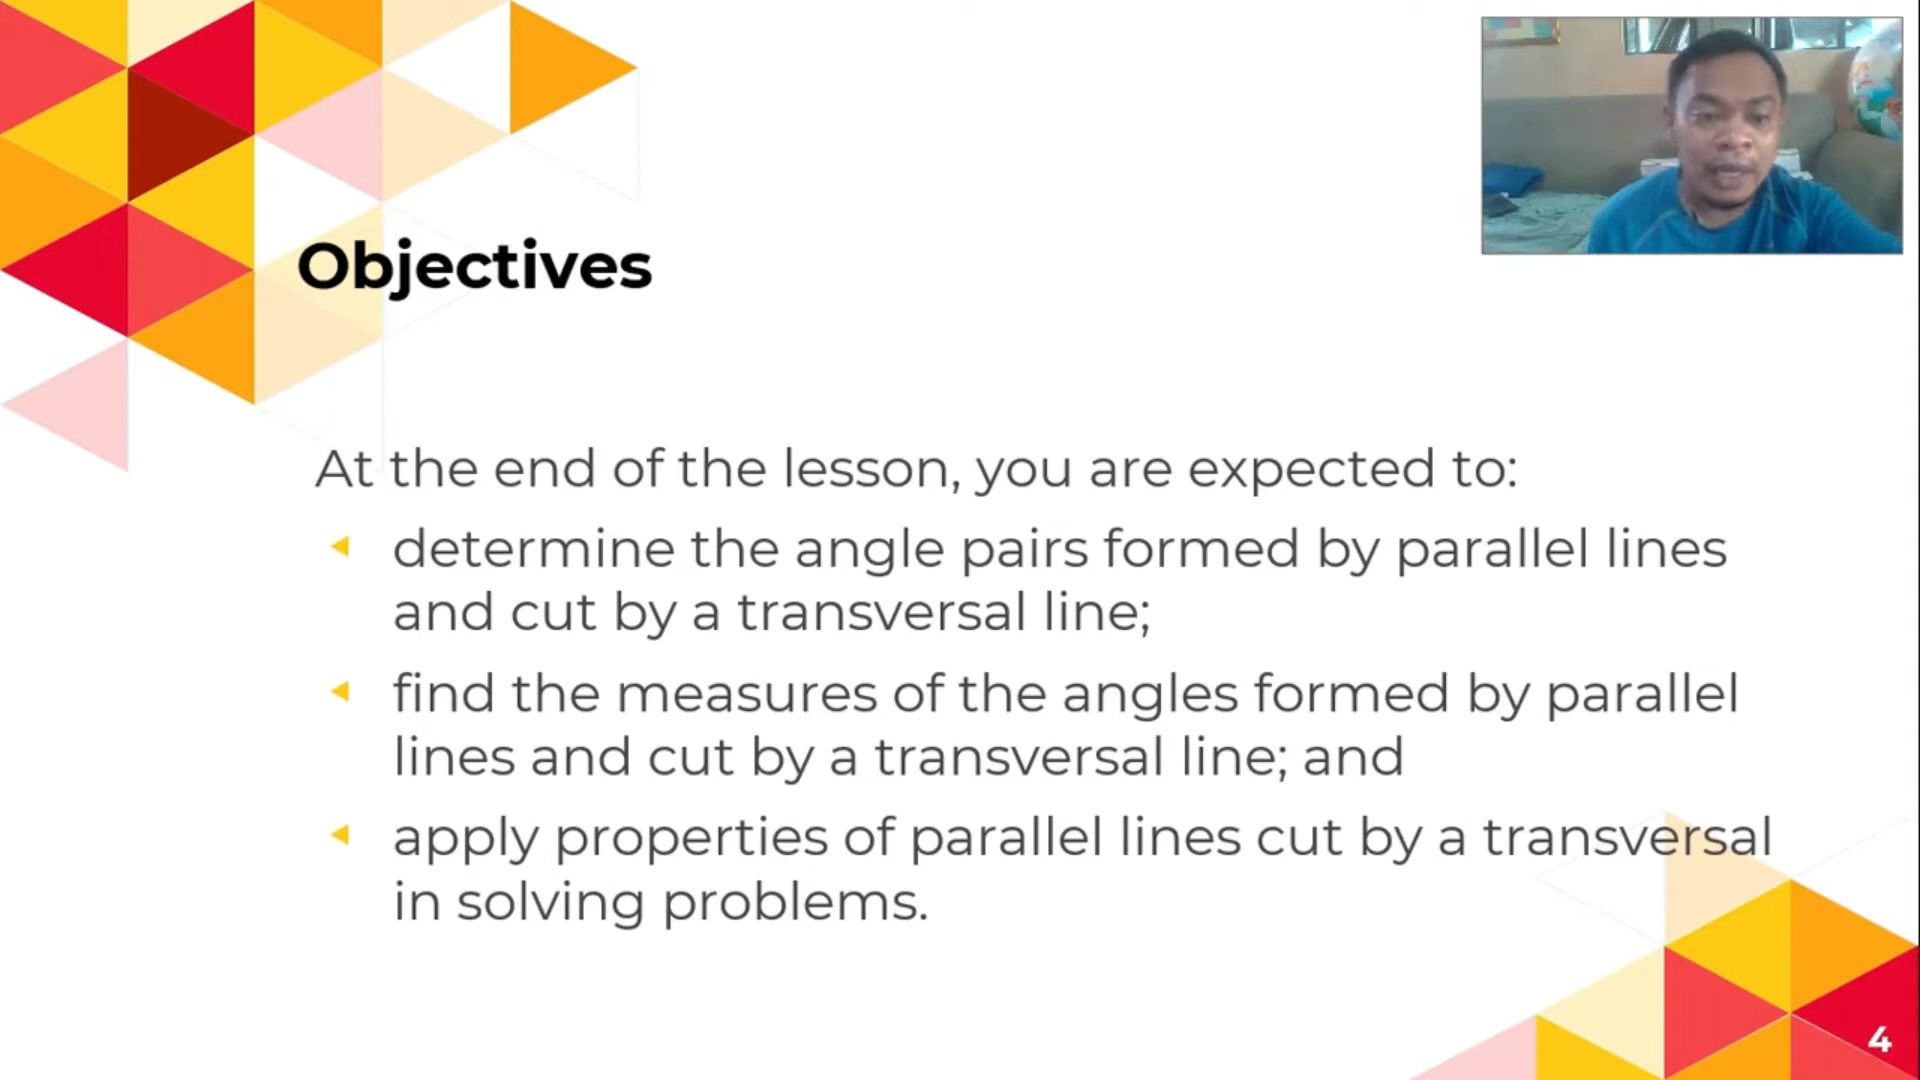 Objectives
At the end of the lesson, you are expected to:
determine the angle pairs formed by parallel lines
and cut by a transversal line;
find the measures of the angles formed by parallel
lines and cut by a transversal line; and
apply properties of parallel lines cut by a transversal
in solving problems.
4